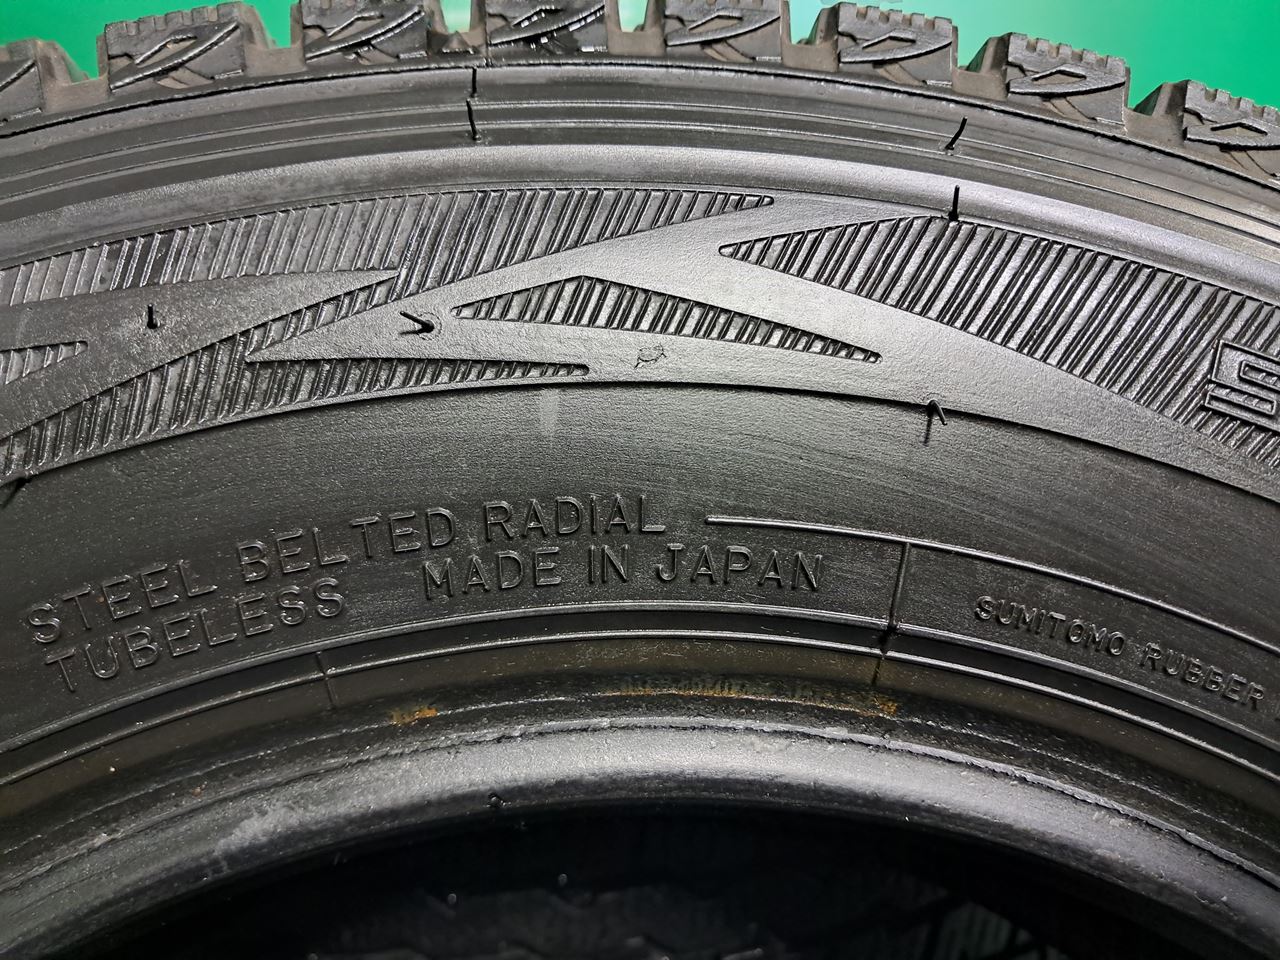 STEEL BELTED RADIAL
TUBELESS MADE IN JAPAN
SUMITOMO RUBBER